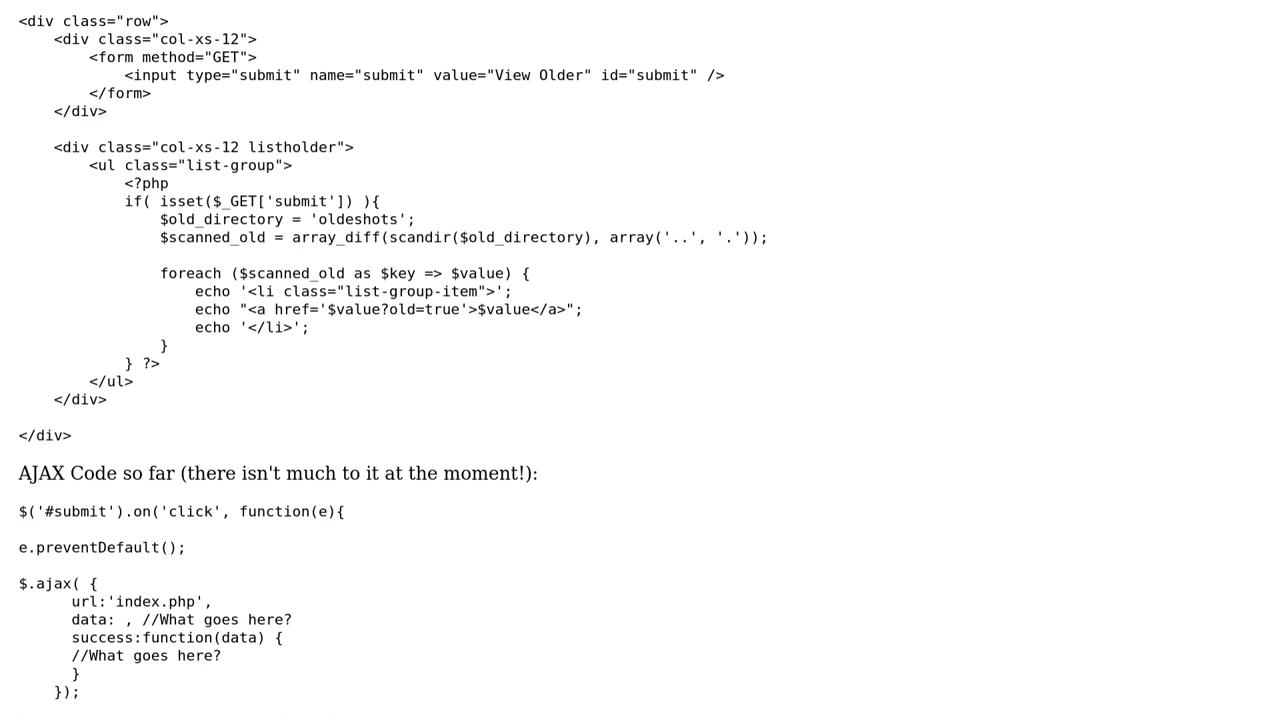 <div class="row">
    <div class="col-xs-12">
        <form method="GET">
            <input type="submit" name="submit" value="View Older" id="submit" />
        </form>
    </div>

    <div class="col-xs-12 listholder">
        <ul class="list-group">
            <?php
            if( isset($_GET['submit']) ){
                $old_directory = 'oldeshots';
                $scanned_old = array_diff(scandir($old_directory), array('..', '.'));

                foreach ($scanned_old as $key => $value) {
                    echo '<li class="list-group-item">';
                    echo "<a href='$value?old=true'>$value</a>";
                    echo '</li>';
                }
            } ?>
        </ul>
    </div>

</div>
AJAX Code so far (there isn't much to it at the moment!):
$('#submit').on('click', function(e){

e.preventDefault();

$.ajax( {
      url:'index.php',
      data: , //What goes here?
      success:function(data) {
      //What goes here?
      }
    });